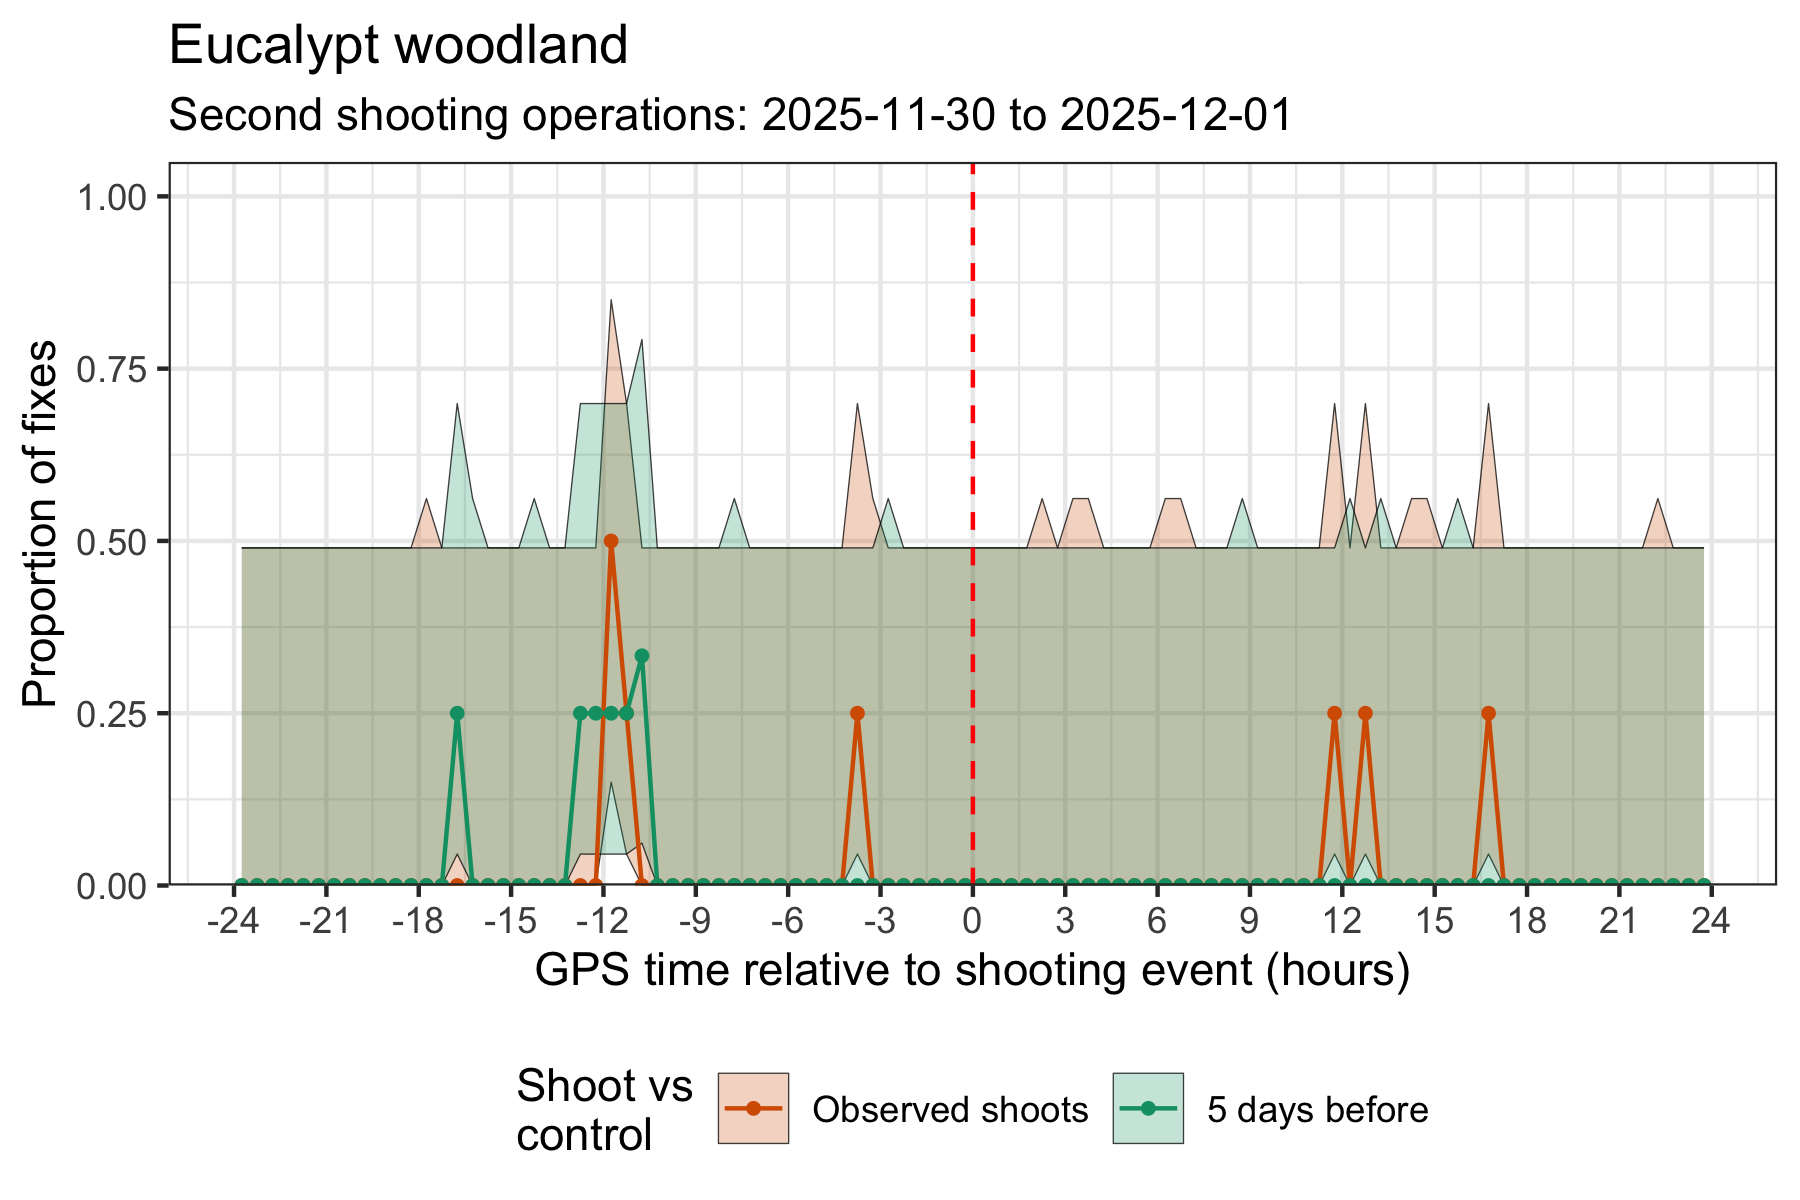 Eucalypt woodland
Second shooting operations: 2025-11-30 to 2025-12-01
Proportion of fixes
1.00
0.75
0.50
0.25
0.00
-24 -21 -18 -15 -12 -9 -6 -3 0 3 6 9 12 15 18 21 24
GPS time relative to shooting event (hours)
Shoot vs
control
Observed shoots
5 days before